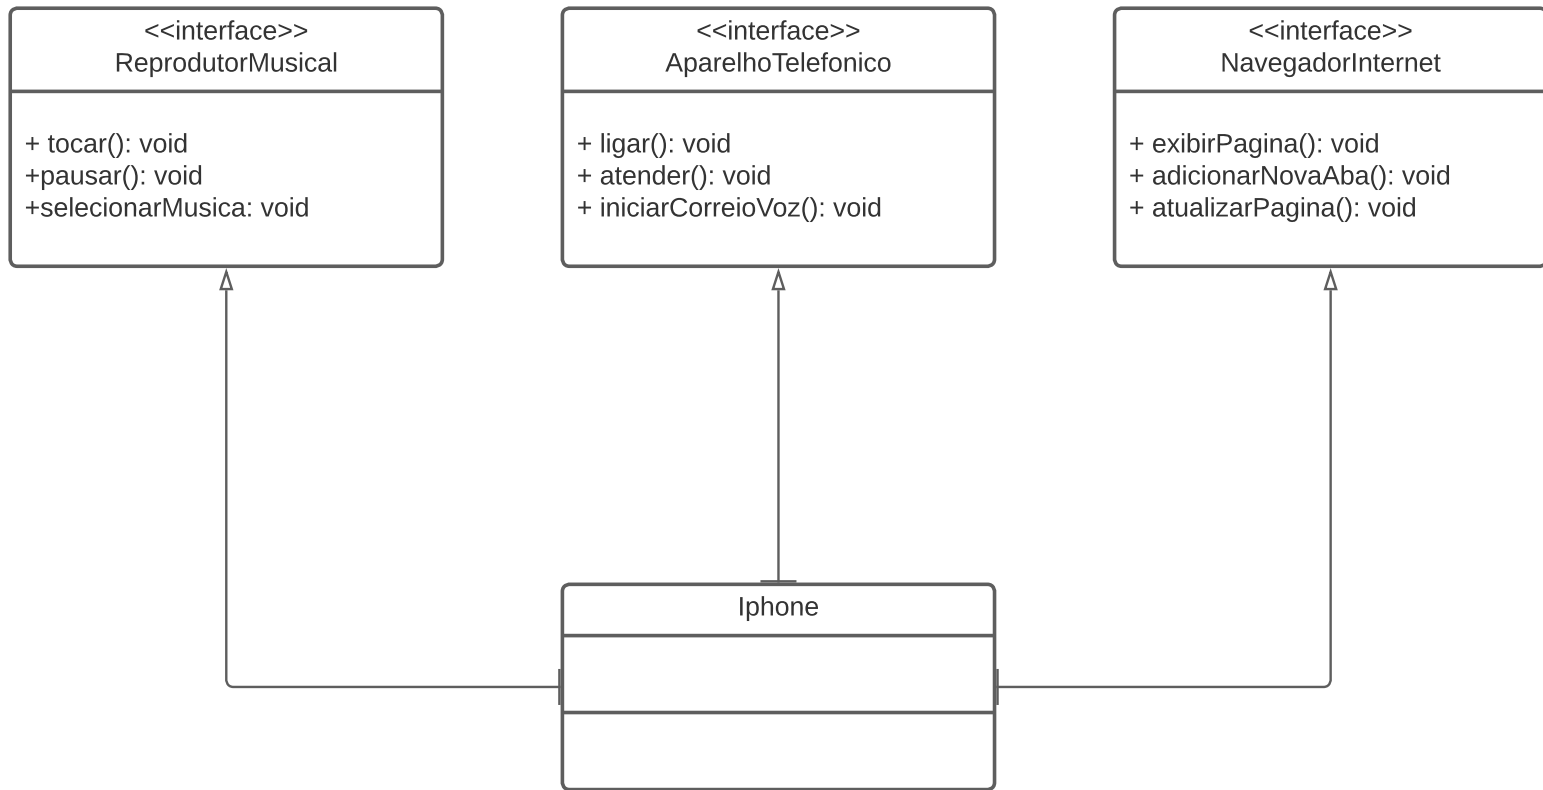 <<interface>>
ReprodutorMusical
+ tocar(): void
+pausar(): void
+selecionarMusica: void
<<interface>>
AparelhoTelefonico
+ ligar(): void
+ atender(): void
+ iniciarCorreioVoz(): void
<<interface>>
NavegadorInternet
+ exibirPagina(): void
+ adicionarNovaAba(): void
+ atualizarPagina(): void
Iphone